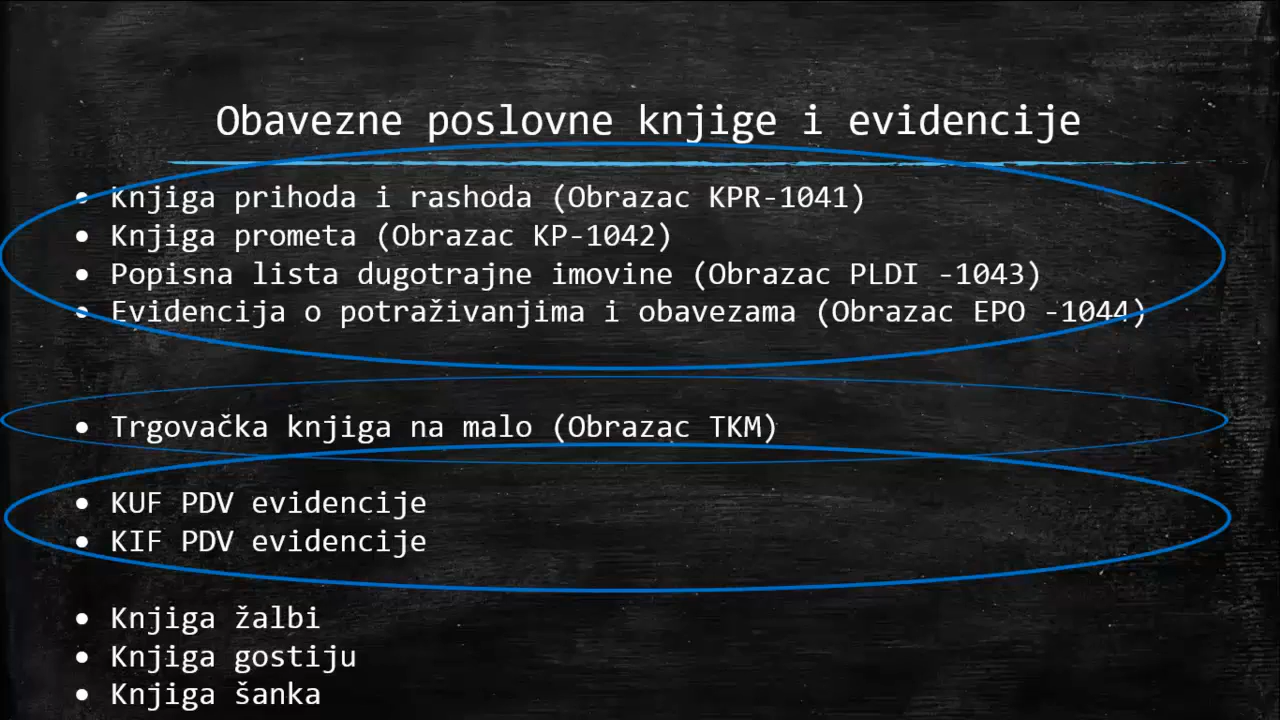 Obavezne poslovne knjige i evidencije
• Knjiga prihoda i rashoda (Obrazac KPR-1041)
• Knjiga prometa (Obrazac KP-1042)
• Popisna lista dugotrajne imovine (Obrazac PLDI -1043)
• Evidencija o potraživanjima i obavezama (Obrazac EPO -1044)
• Trgovačka knjiga na malo (Obrazac TKM)
• KUF PDV evidencije
• KIF PDV evidencije
• Knjiga žalbi
• Knjiga gostiju
• Knjiga šanka